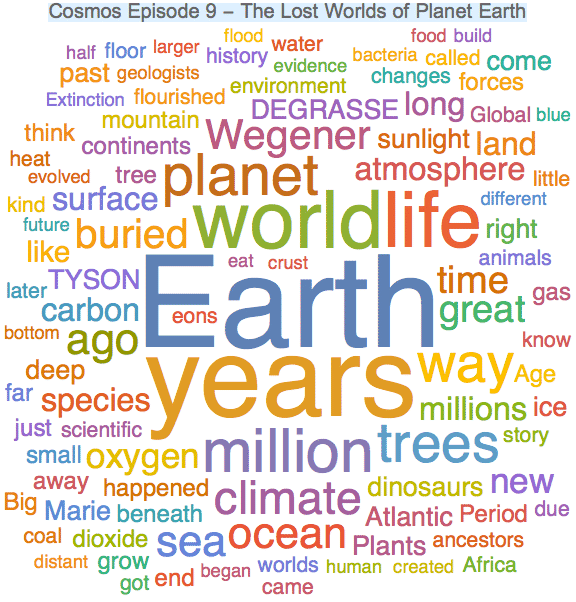 Cosmos Episode 9 – The Lost Worlds of Planet Earth
flood
food build
half floor larger history water
bacteria called come
past geologists evidence
changes forces
Extinction flourished environment
DEGRASSE long Global blue
mountain
think continents Wegener sunlight land
heat
evolved tree planet atmosphere little
kind surface world life different
future
like buried right
animals
eat crust
TYSON Earth time gas
later
carbon eons great
bottom ago know
deep years way Age
far species millions ice
just scientific million trees story
small oxygen
away happened climate dinosaurs new
Big Marie beneath Atlantic Period due
coal dioxide sea ocean Plants ancestors
distant grow began worlds human created Africa
got end came